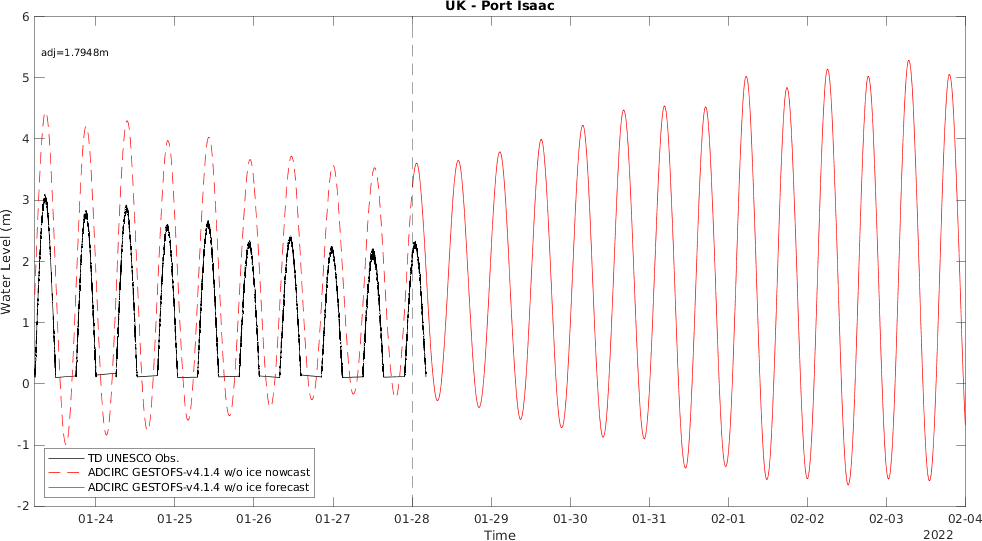 UK - Port Isaac
adj=1.7948m
Water Level (m)
6
5
4
3
2
1
0
-1
-2
TD UNESCO Obs.
ADCIRC GESTOFS-v4.1.4 w/o ice nowcast
ADCIRC GESTOFS-v4.1.4 w/o ice forecast
01-24 01-25 01-26 01-27 01-28 01-29 01-30 01-31 02-01 02-02 02-03 02-04
Time
2022